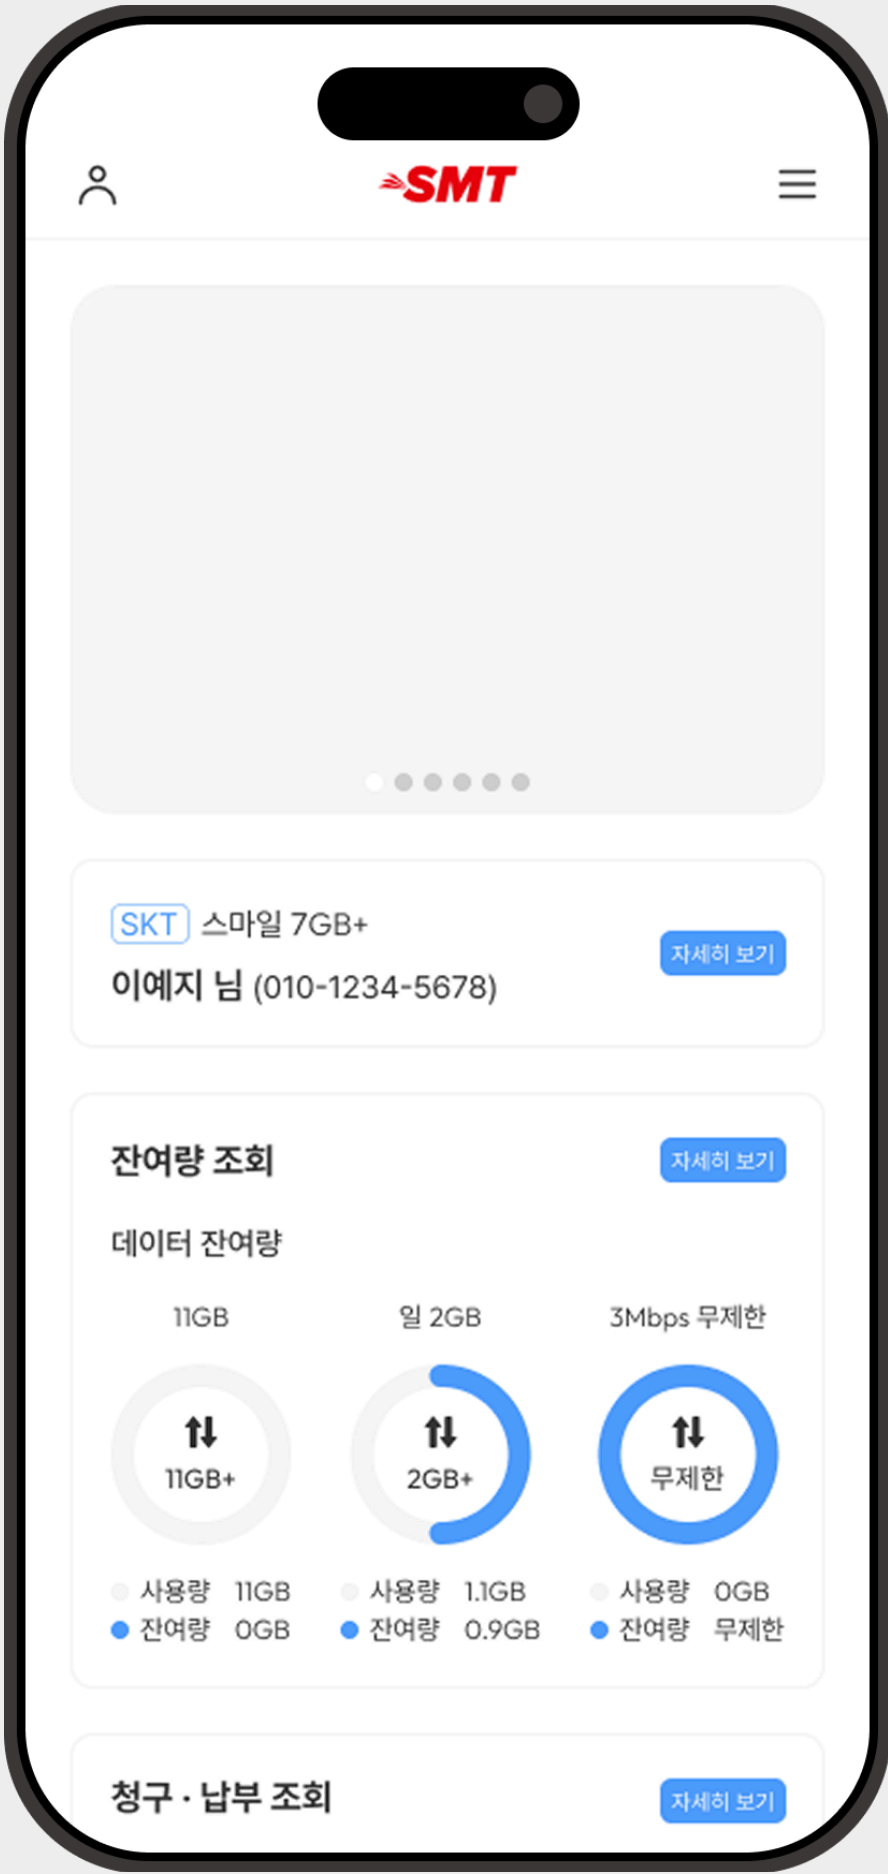 SMT
SKT 스마일 7GB+
이예지 님 (010-1234-5678)
자세히 보기
잔여량 조회
자세히 보기
데이터 잔여량
11GB
일 2GB
3Mbps 무제한
11GB+
2GB+
무제한
사용량 11GB
잔여량 0GB
사용량 1.1GB
잔여량 0.9GB
사용량 0GB
잔여량 무제한
청구 · 납부 조회
자세히 보기